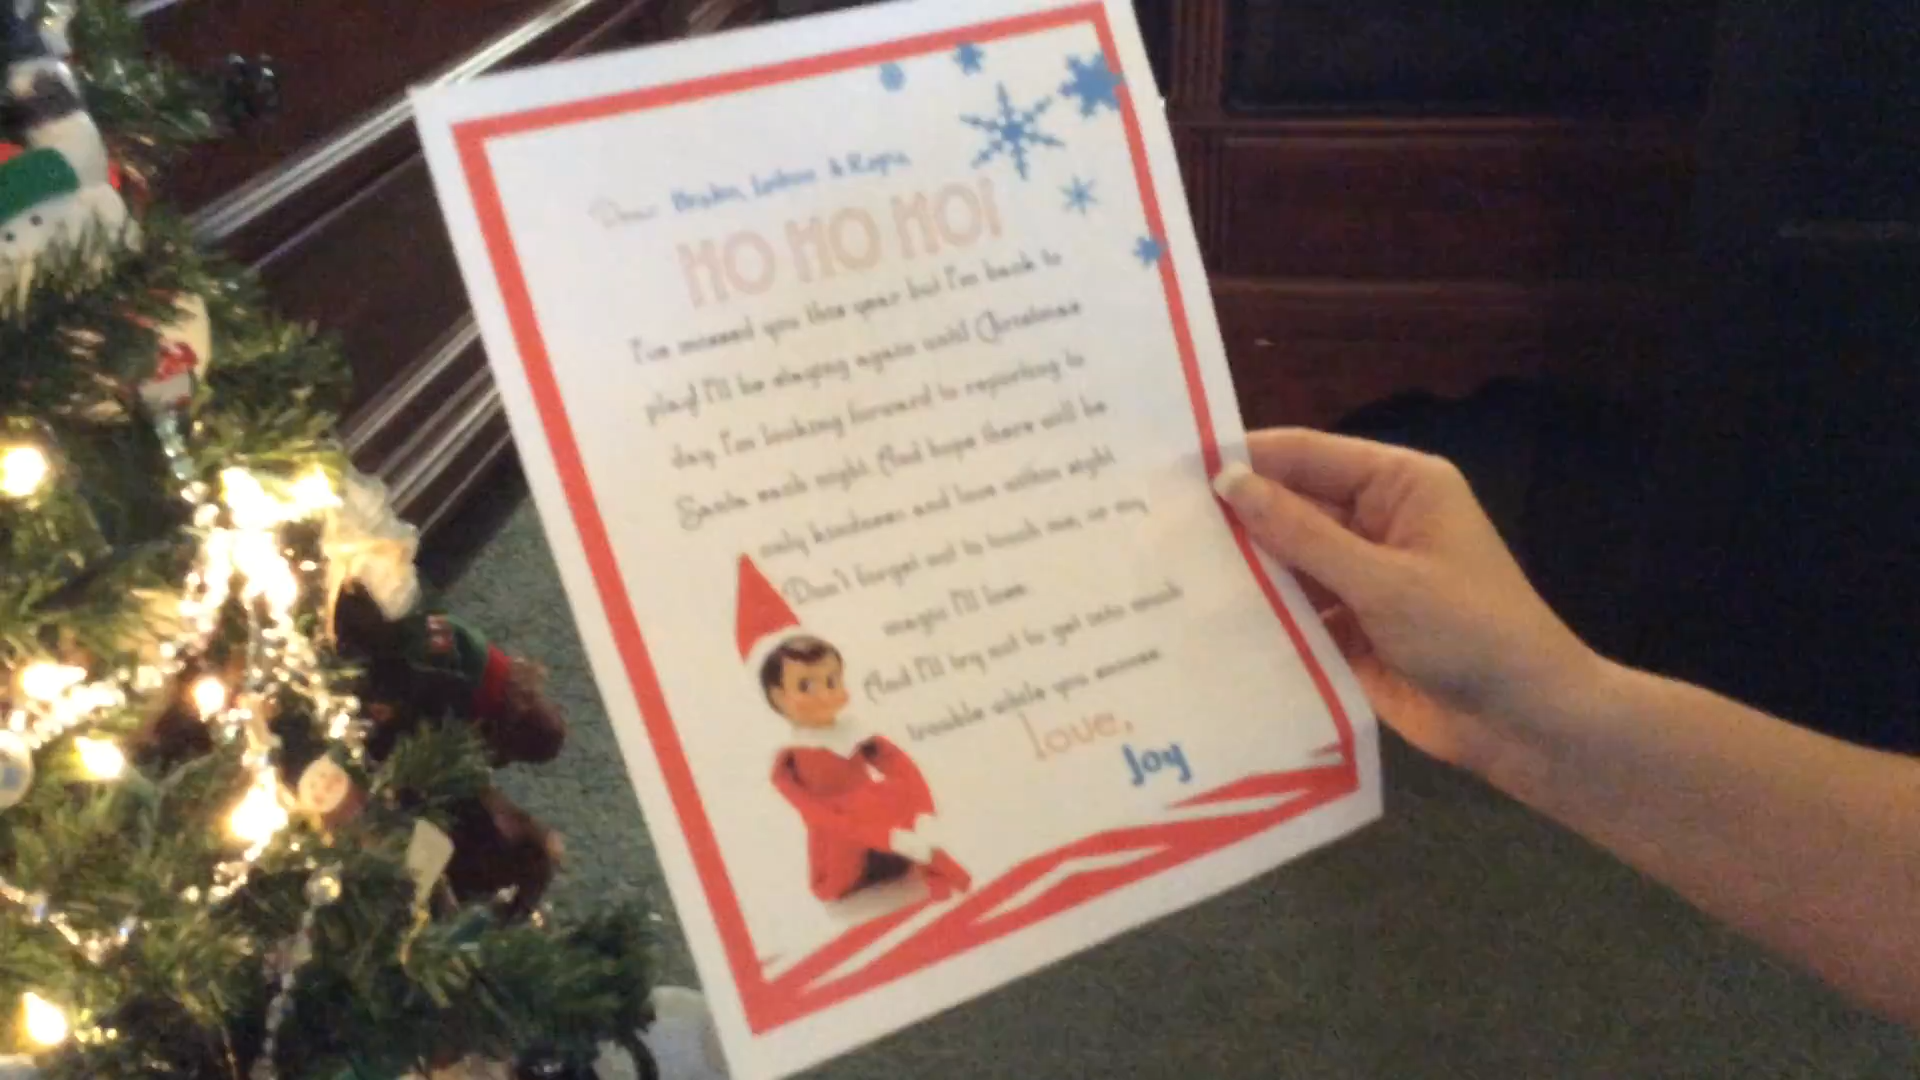 Dear
HO HO HO!
I've missed you this year but I'm back to
play! I'll be staying again until Christmas
day. I'm looking forward to reporting to
Santa each night. And hope there will be
only kindness and love within sight
Don't forget not to touch me, or my
magic I'll lose.
And I'll try not to get into much
trouble while you snooze.
love,
Joy